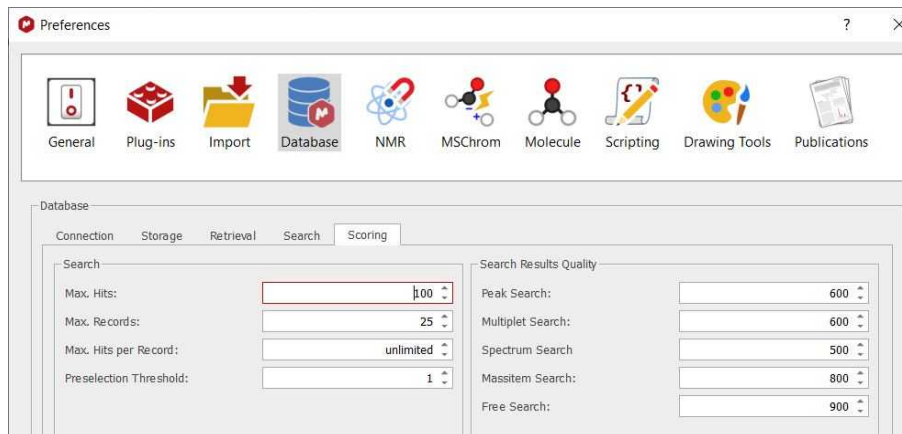 Preferences
?
General Plug-ins Import Database NMR MSChrom Molecule Scripting Drawing Tools Publications
Database
Connection Storage Retrieval Search Scoring
Search
Max. Hits: 100
Max. Records: 25
Max. Hits per Record: unlimited
Preselection Threshold: 1
Search Results Quality
Peak Search: 600
Multiplet Search: 600
Spectrum Search 500
Massitem Search: 800
Free Search: 900